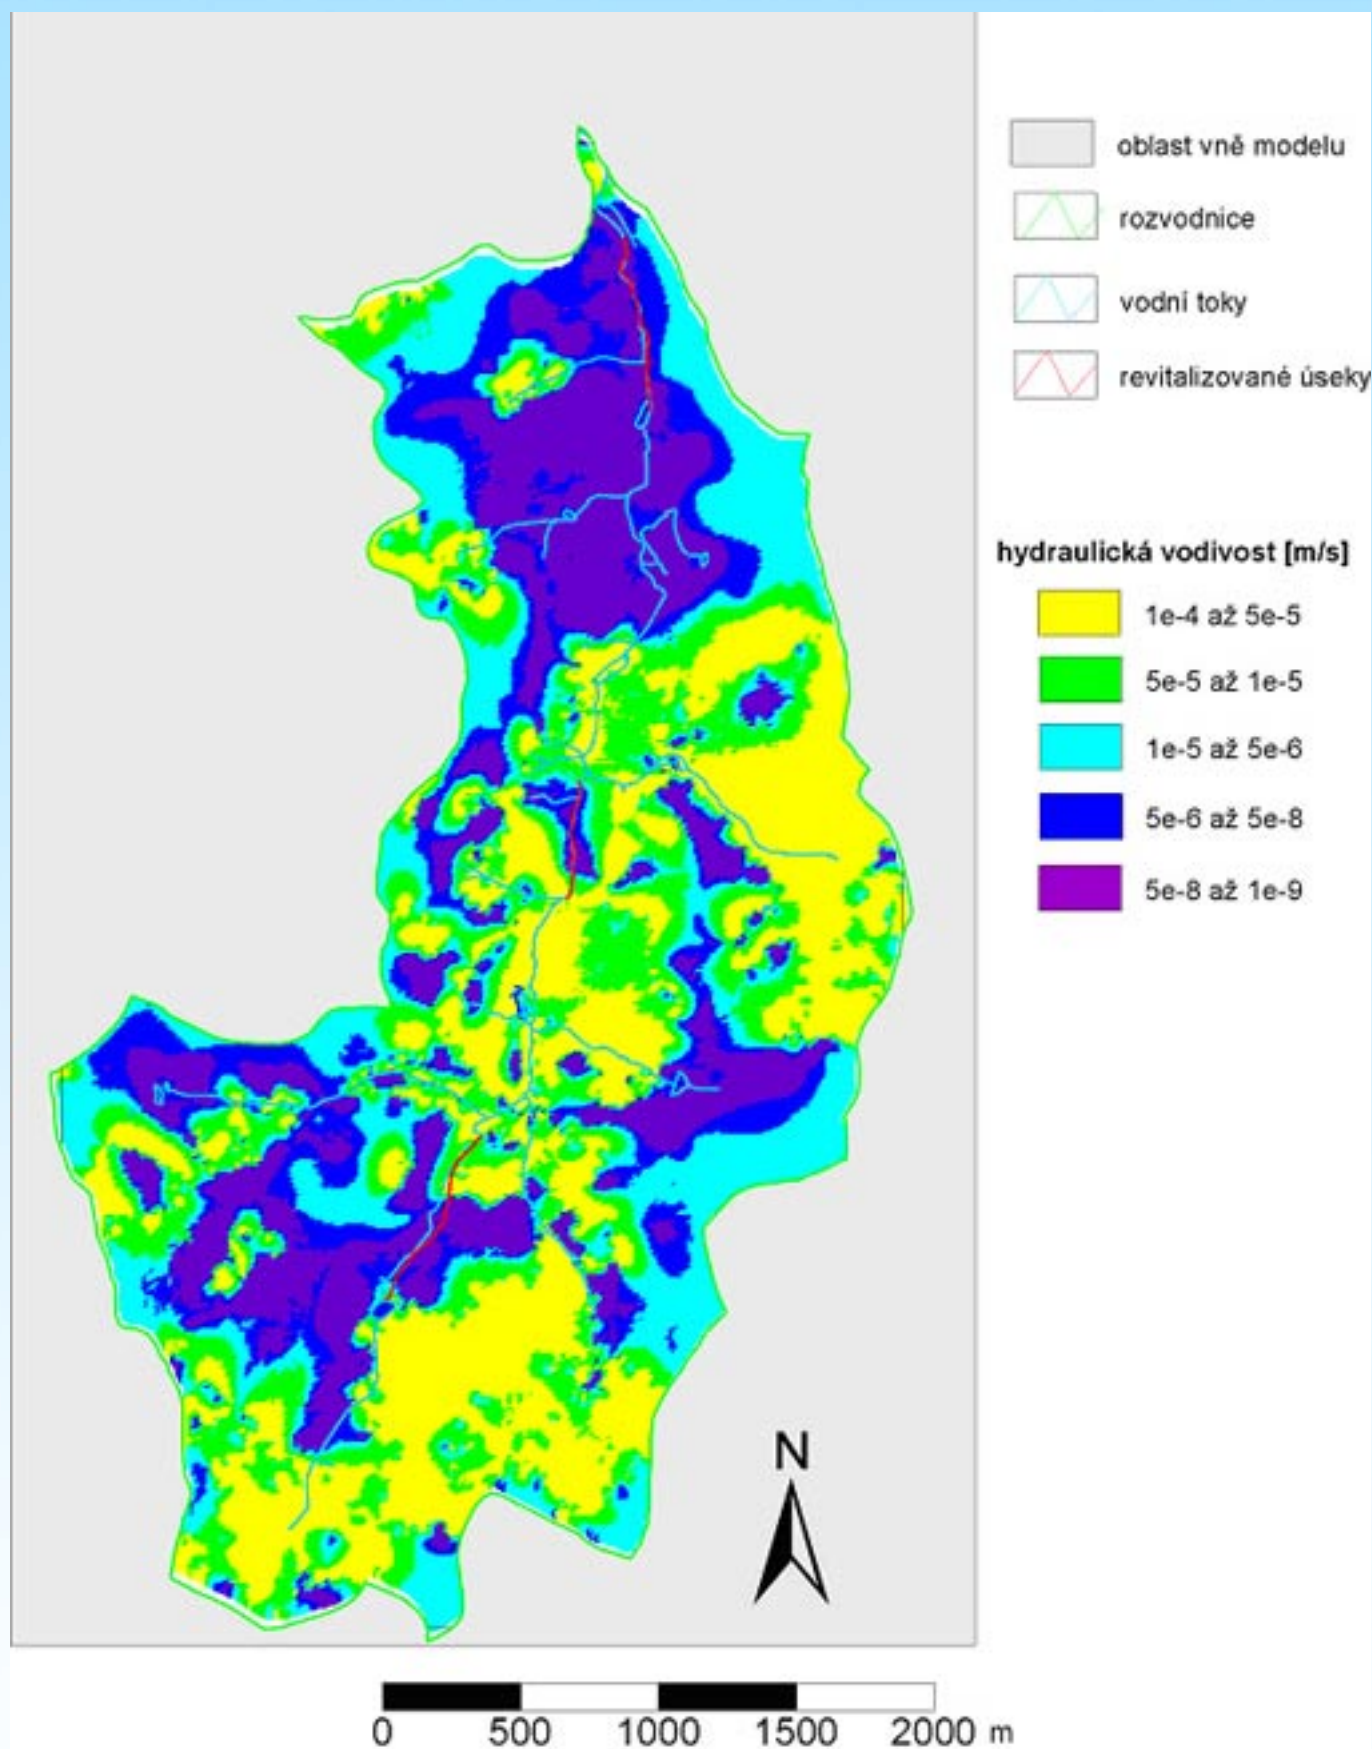 oblast vně modelu
rozvodnice
vodní toky
revitalizované úseky
hydraulická vodivost [m/s]
1e-4 až 5e-5
5e-5 až 1e-5
1e-5 až 5e-6
5e-6 až 5e-8
5e-8 až 1e-9
N
0 500 1000 1500 2000 m